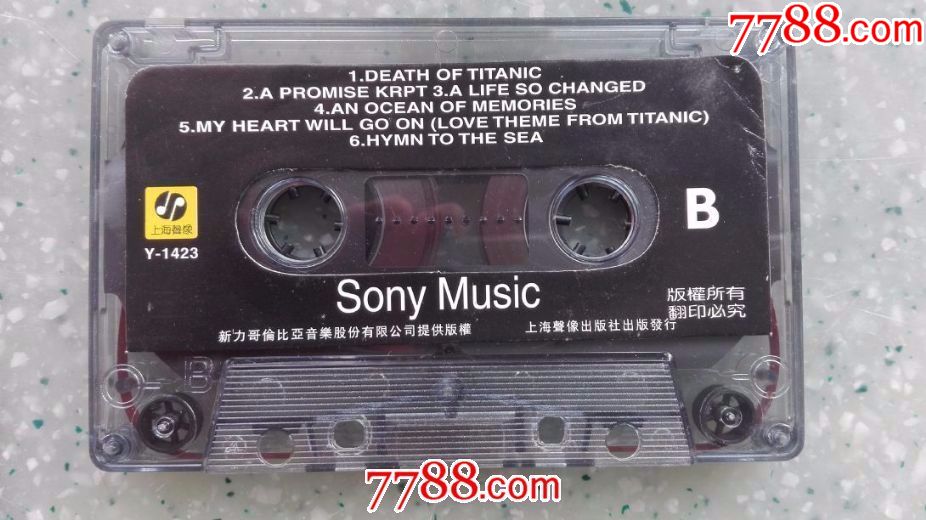 7788.com
1.DEATH OF TITANIC
2.A PROMISE KRPT 3.A LIFE SO CHANGED
4.AN OCEAN OF MEMORIES
5.MY HEART WILL GO ON (LOVE THEME FROM TITANIC)
6.HYMN TO THE SEA
上海聲像
Y-1423
B
Sony Music
版權所有
翻印必究
新力哥倫比亞音樂股份有限公司提供版權
上海聲像出版社出版發行
B
7788.com